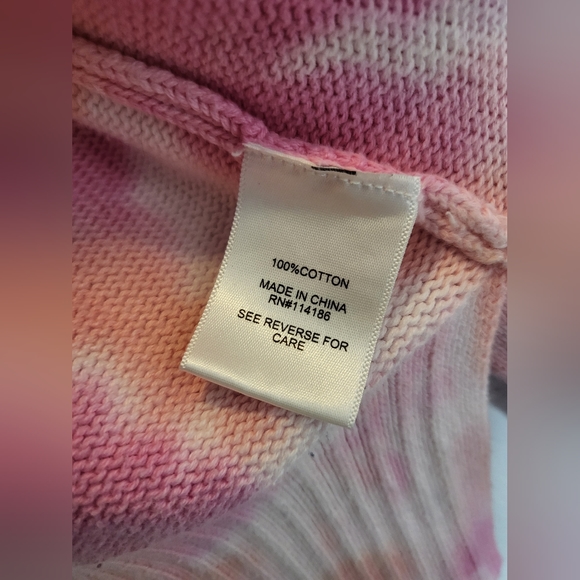 100%COTTON
MADE IN CHINA
RN#114186
SEE REVERSE FOR
CARE